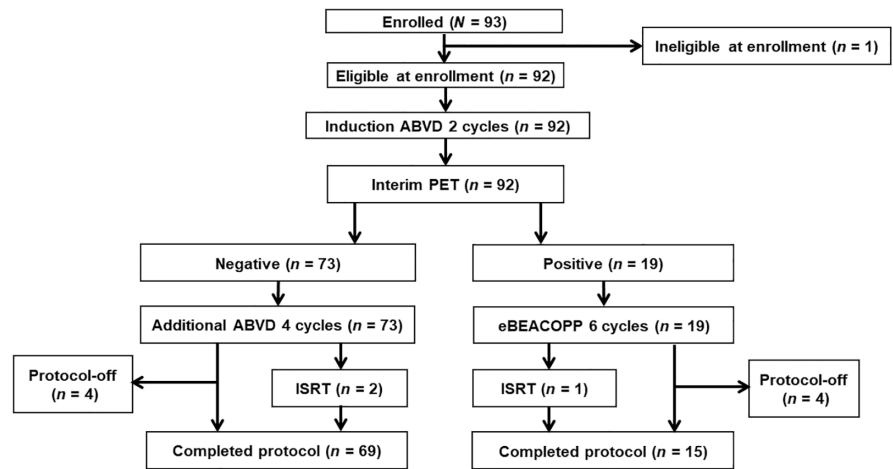 Enrolled (N = 93)
Ineligible at enrollment (n = 1)
Eligible at enrollment (n = 92)
Induction ABVD 2 cycles (n = 92)
Interim PET (n = 92)
Negative (n = 73)
Positive (n = 19)
Additional ABVD 4 cycles (n = 73)
eBEACOPP 6 cycles (n = 19)
Protocol-off
(n = 4)
ISRT (n = 2)
ISRT (n = 1)
Protocol-off
(n = 4)
Completed protocol (n = 69)
Completed protocol (n = 15)